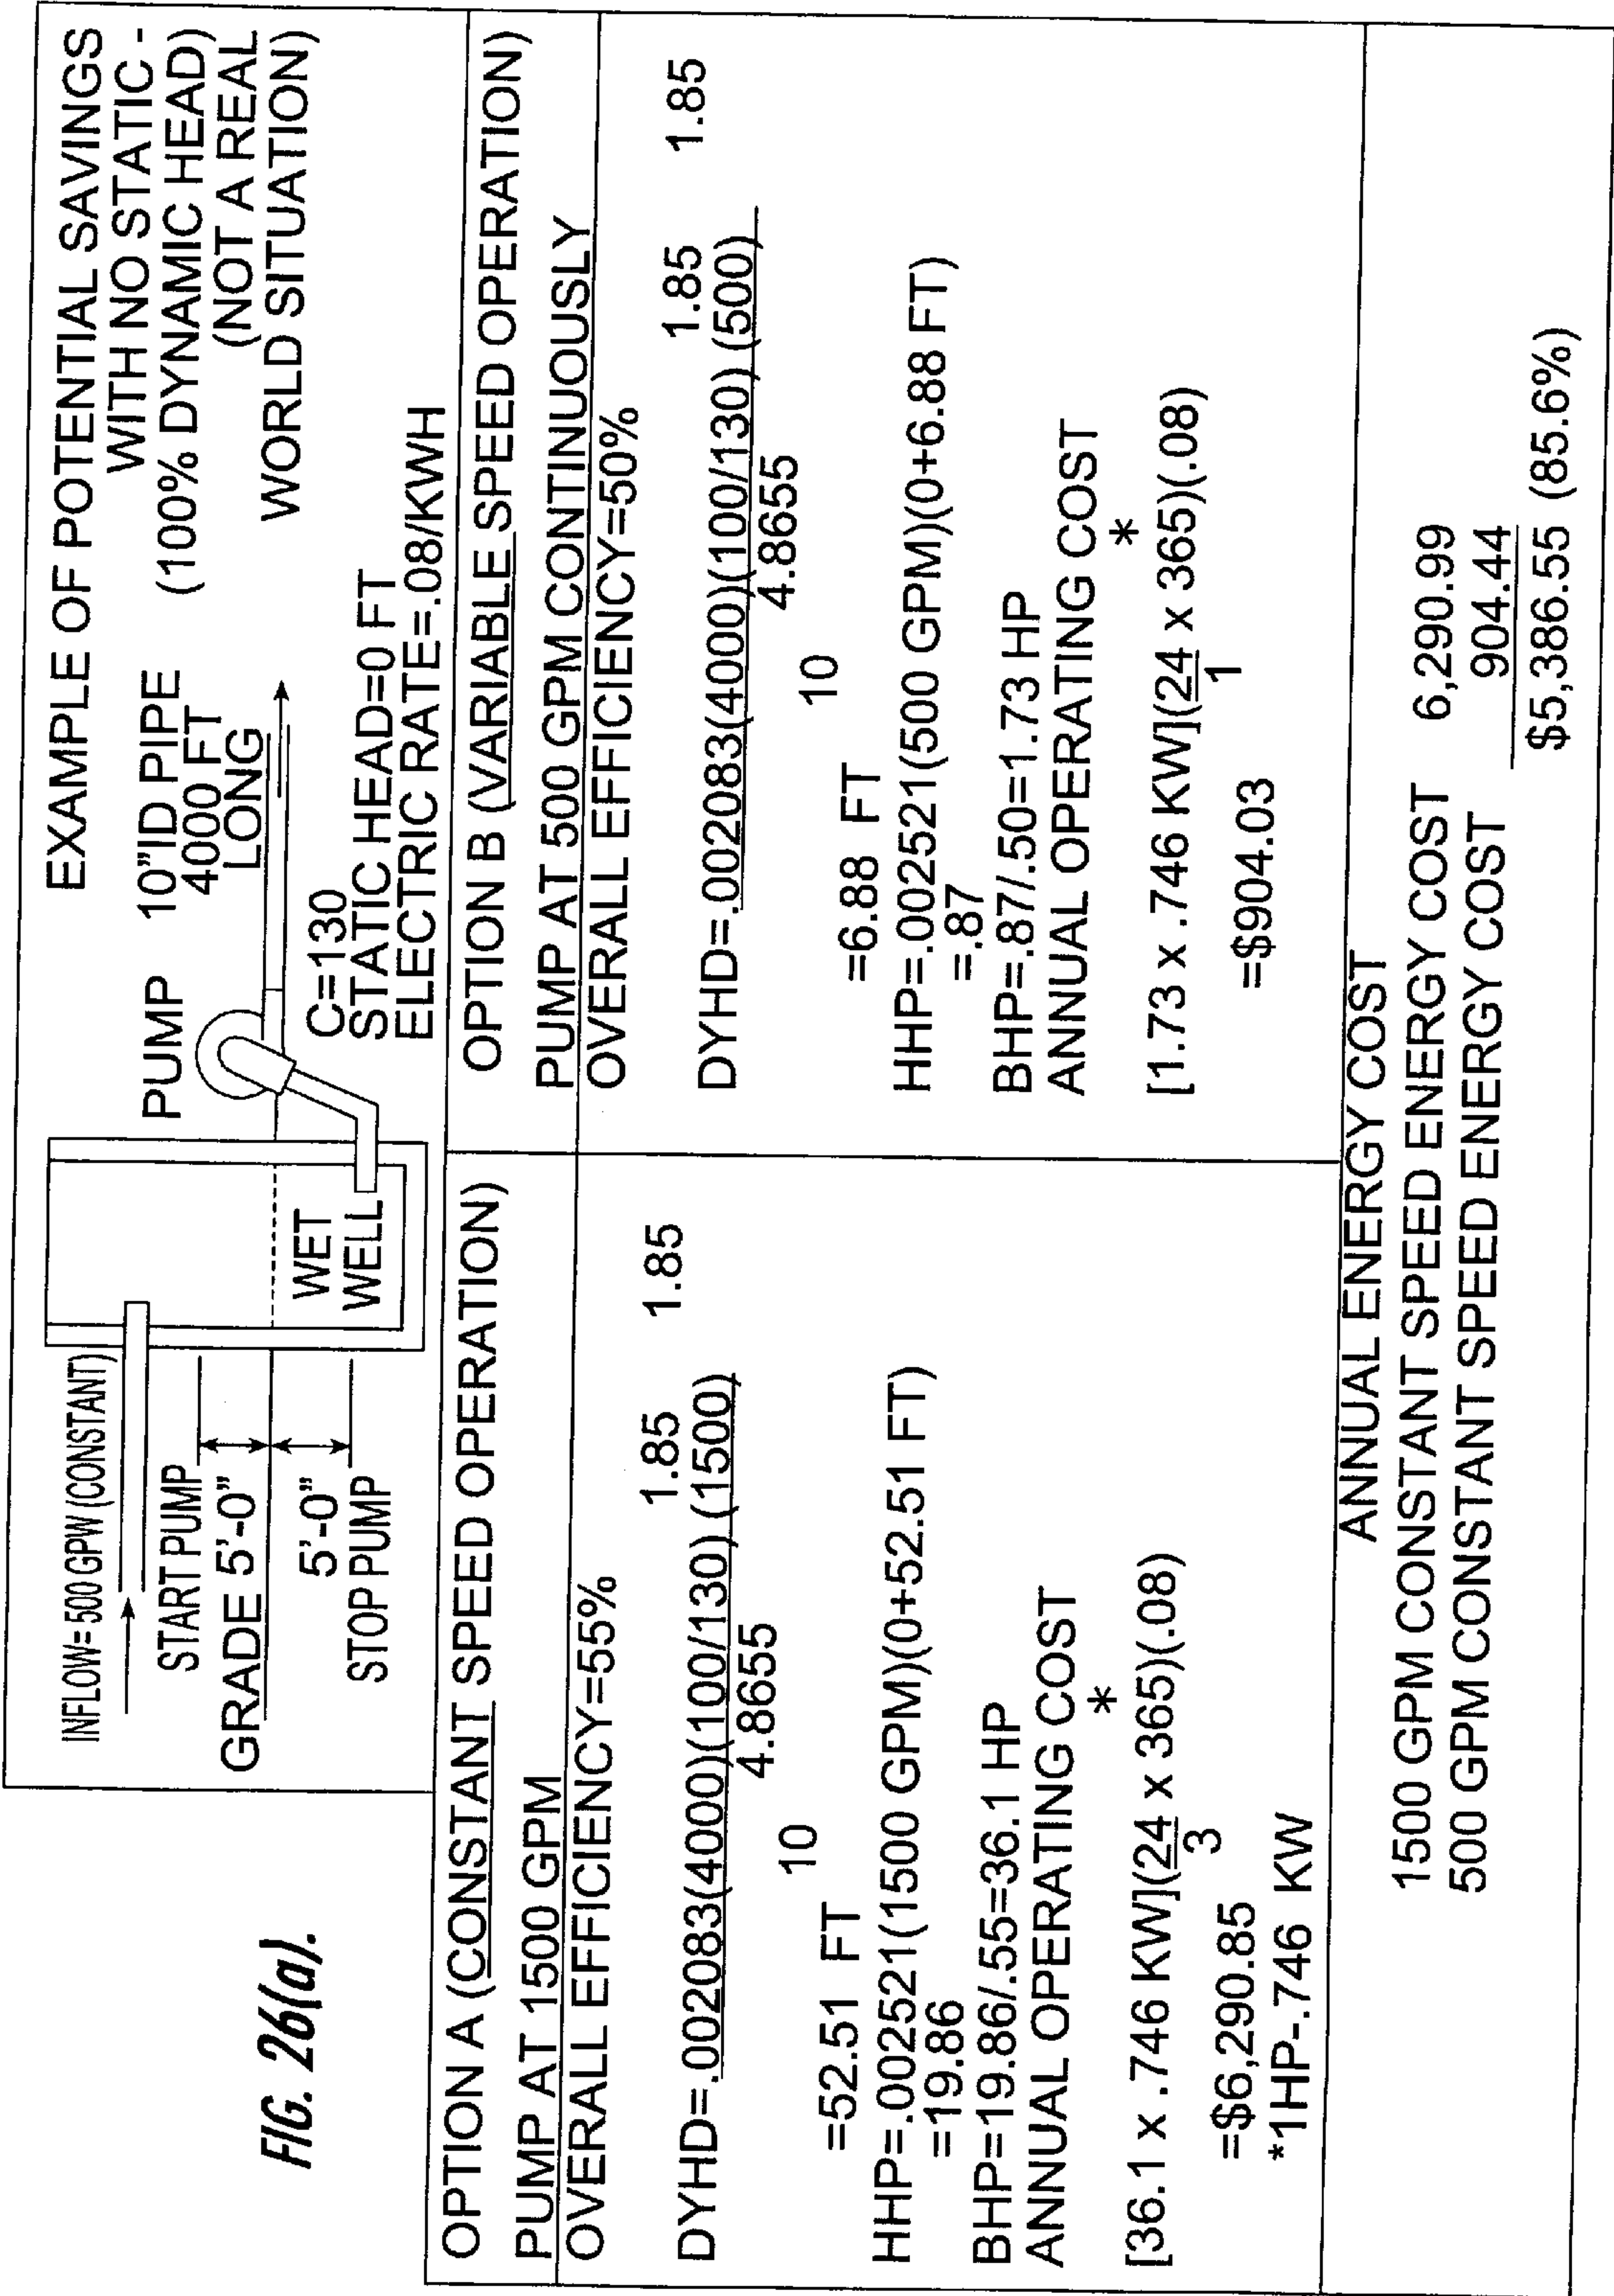 FIG. 26(a).
EXAMPLE OF POTENTIAL SAVINGS
WITH NO STATIC -
(100% DYNAMIC HEAD)
(NOT A REAL
WORLD SITUATION)
INFLOW=500 GPW (CONSTANT)
START PUMP
GRADE 5'-0"
5'-0"
STOP PUMP
WET
WELL
PUMP
10"ID PIPE
4000 FT
LONG
C=130
STATIC HEAD=0 FT
ELECTRIC RATE=.08/KWH
OPTION A (CONSTANT SPEED OPERATION)
PUMP AT 1500 GPM
OVERALL EFFICIENCY=55%
1.85 1.85
DYHD=.002083(4000)(100/130) (1500)
4.8655
10
=52.51 FT
HHP=.002521(1500 GPM)(0+52.51 FT)
=19.86
BHP=19.86/.55=36.1 HP
ANNUAL OPERATING COST
*
[36.1 x .746 KW](24 x 365)(.08)
3
=$6,290.85
*1HP-.746 KW
OPTION B (VARIABLE SPEED OPERATION)
PUMP AT 500 GPM CONTINUOUSLY
OVERALL EFFICIENCY=50%
1.85 1.85
DYHD=.002083(4000)(100/130) (500)
4.8655
10
=6.88 FT
HHP=.002521(500 GPM)(0+6.88 FT)
=.87
BHP=.87/.50=1.73 HP
ANNUAL OPERATING COST
*
[1.73 x .746 KW](24 x 365)(.08)
1
=$904.03
ANNUAL ENERGY COST
1500 GPM CONSTANT SPEED ENERGY COST 6,290.99
500 GPM CONSTANT SPEED ENERGY COST 904.44
$5,386.55 (85.6%)